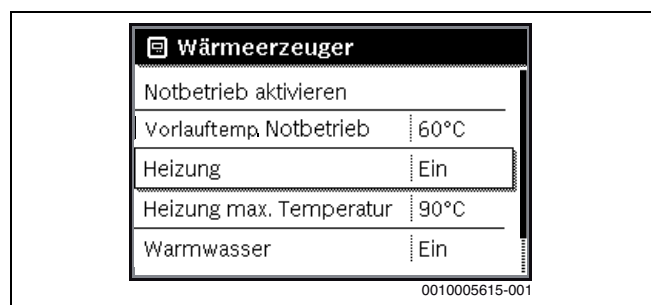 Wärmeerzeuger
Notbetrieb aktivieren
Vorlauftemp. Notbetrieb 60°C
Heizung Ein
Heizung max. Temperatur 90°C
Warmwasser Ein
0010005615-001